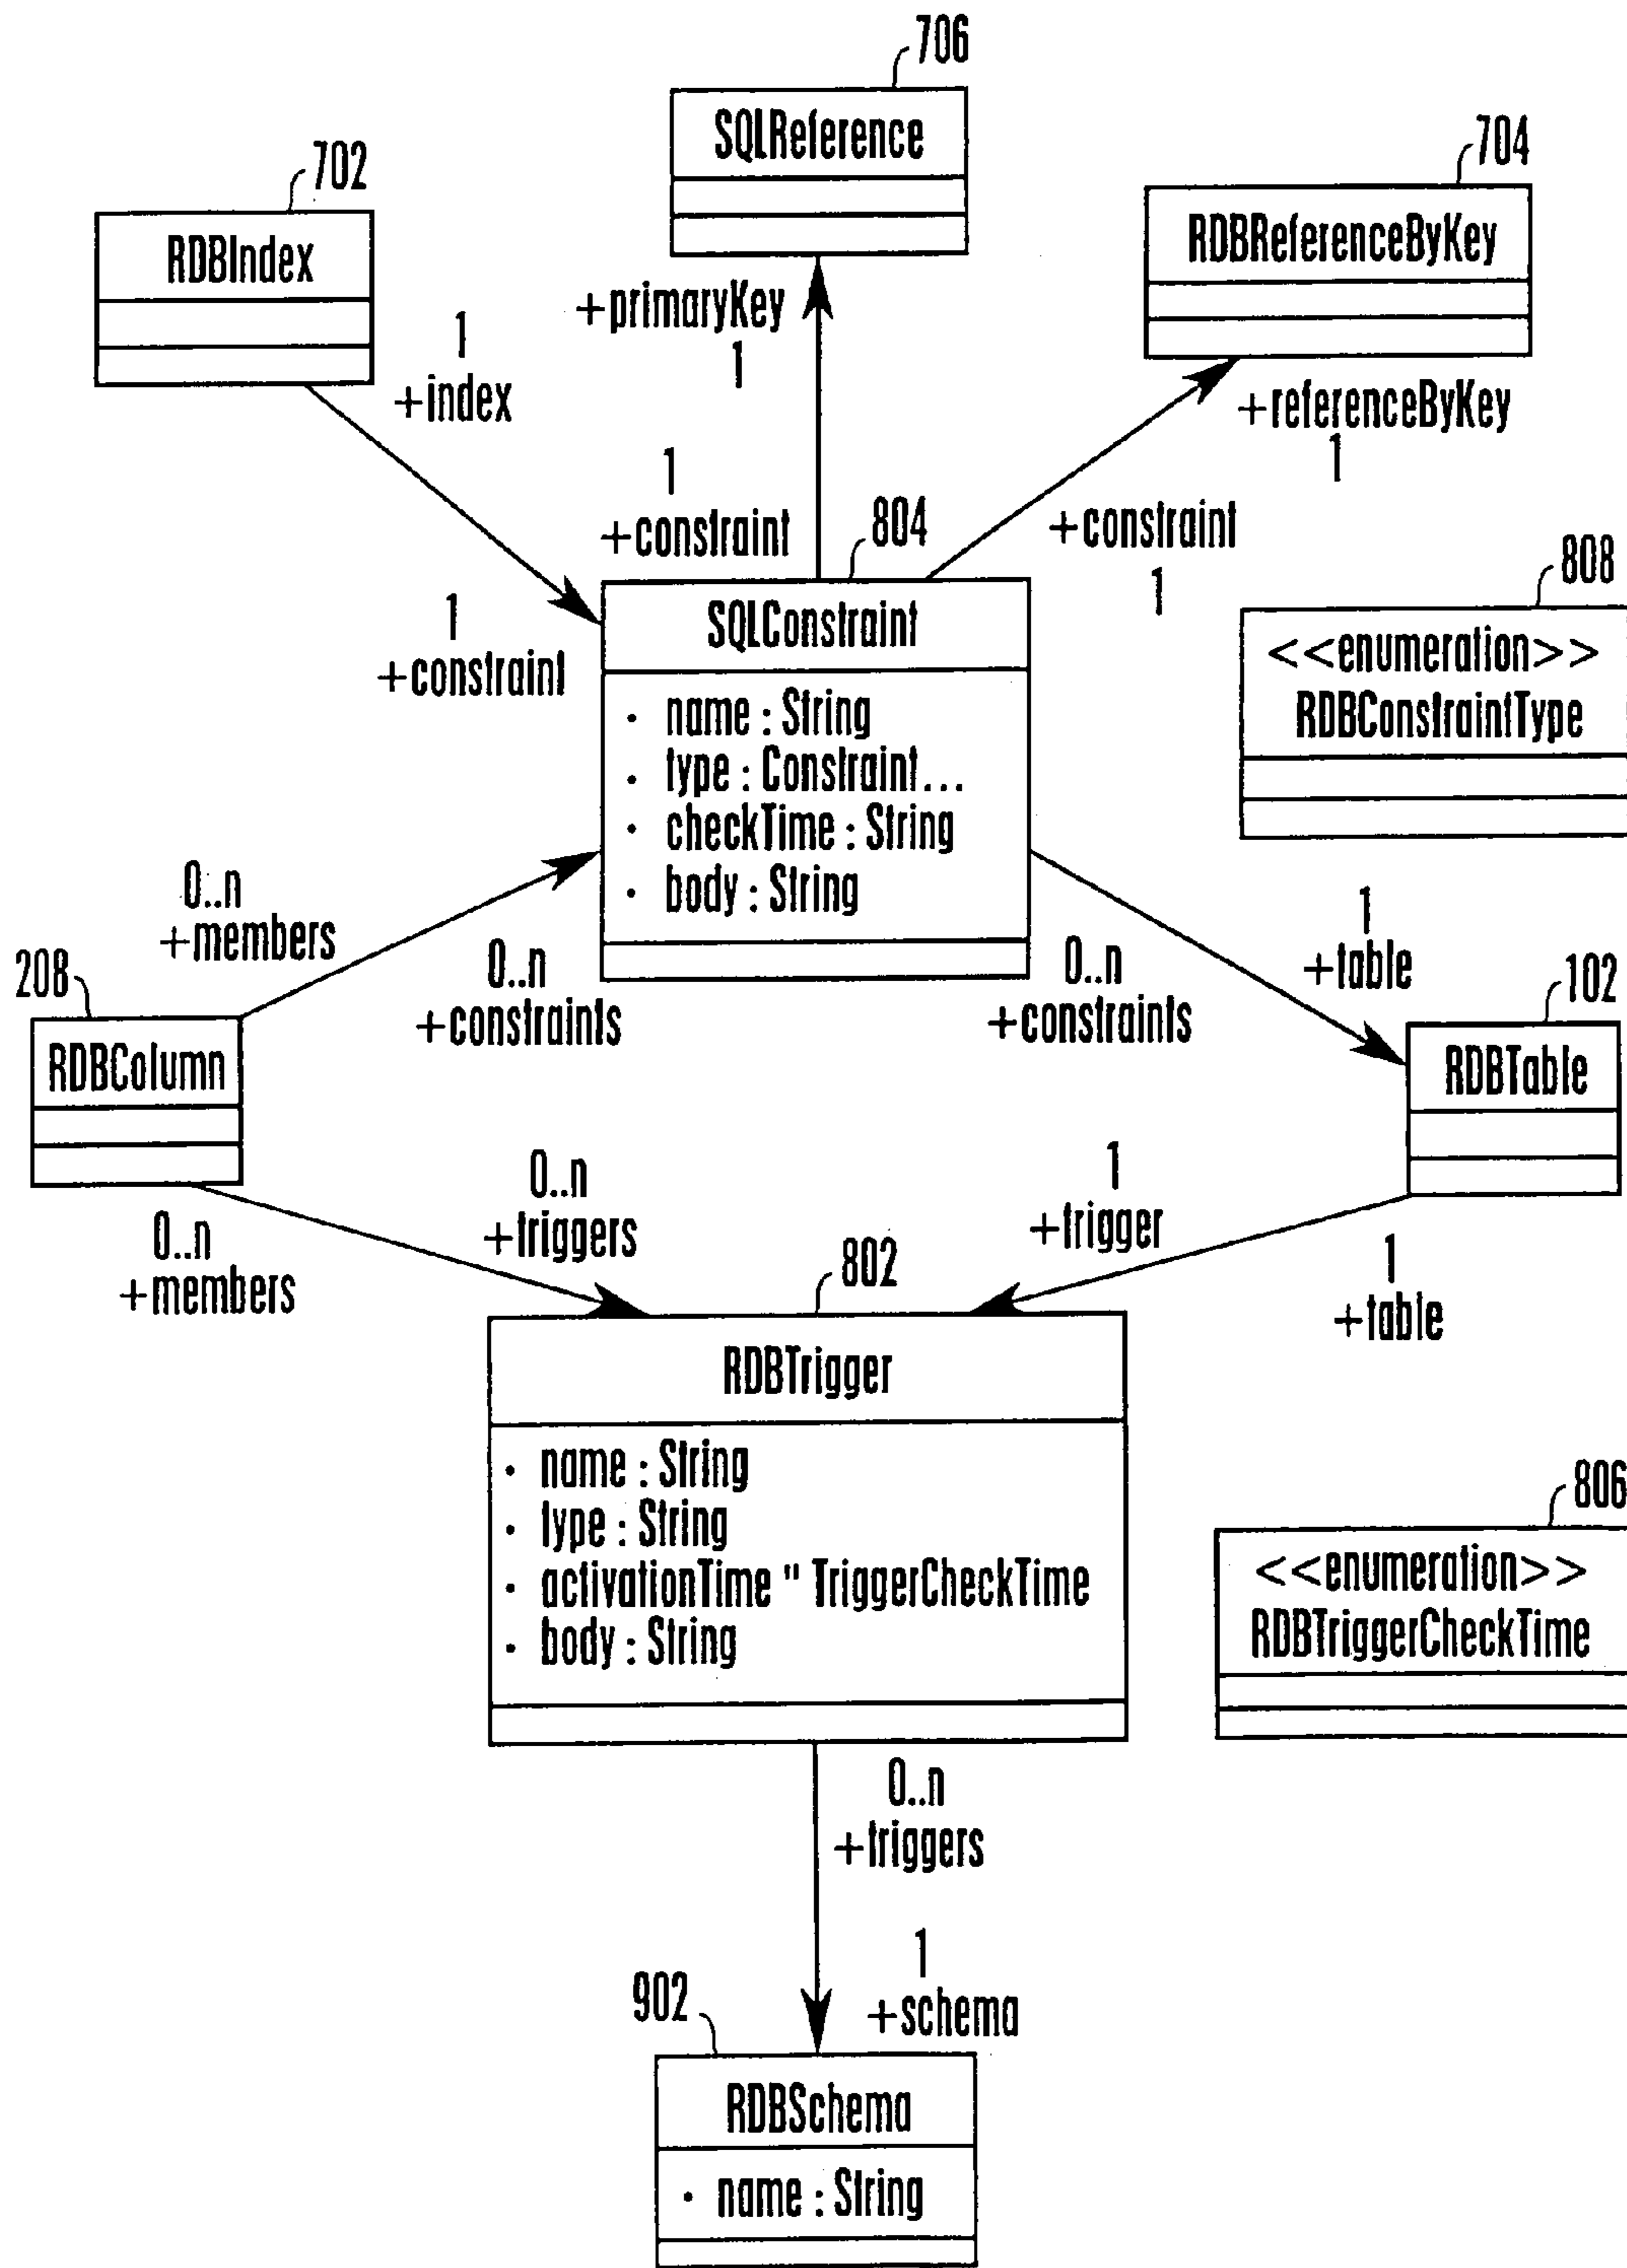 706
SQLReference
702
RDBIndex
704
RDBReferenceByKey
+primaryKey
1
1
+index
+referenceByKey
1
1
+constraint
804
+constraint
1
1
+constraint
SQLConstraint
· name : String
· type : Constraint...
· checkTime : String
· body : String
808
<<enumeration>>
RDBConstraintType
0..n
+members
0..n
+constraints
0..n
+constraints
1
+table
208
RDBColumn
102
RDBTable
0..n
+members
0..n
+triggers
1
+trigger
1
+table
802
RDBTrigger
· name : String
· type : String
· activationTime " TriggerCheckTime
· body : String
806
<<enumeration>>
RDBTriggerCheckTime
0..n
+triggers
1
+schema
902
RDBSchema
· name : String